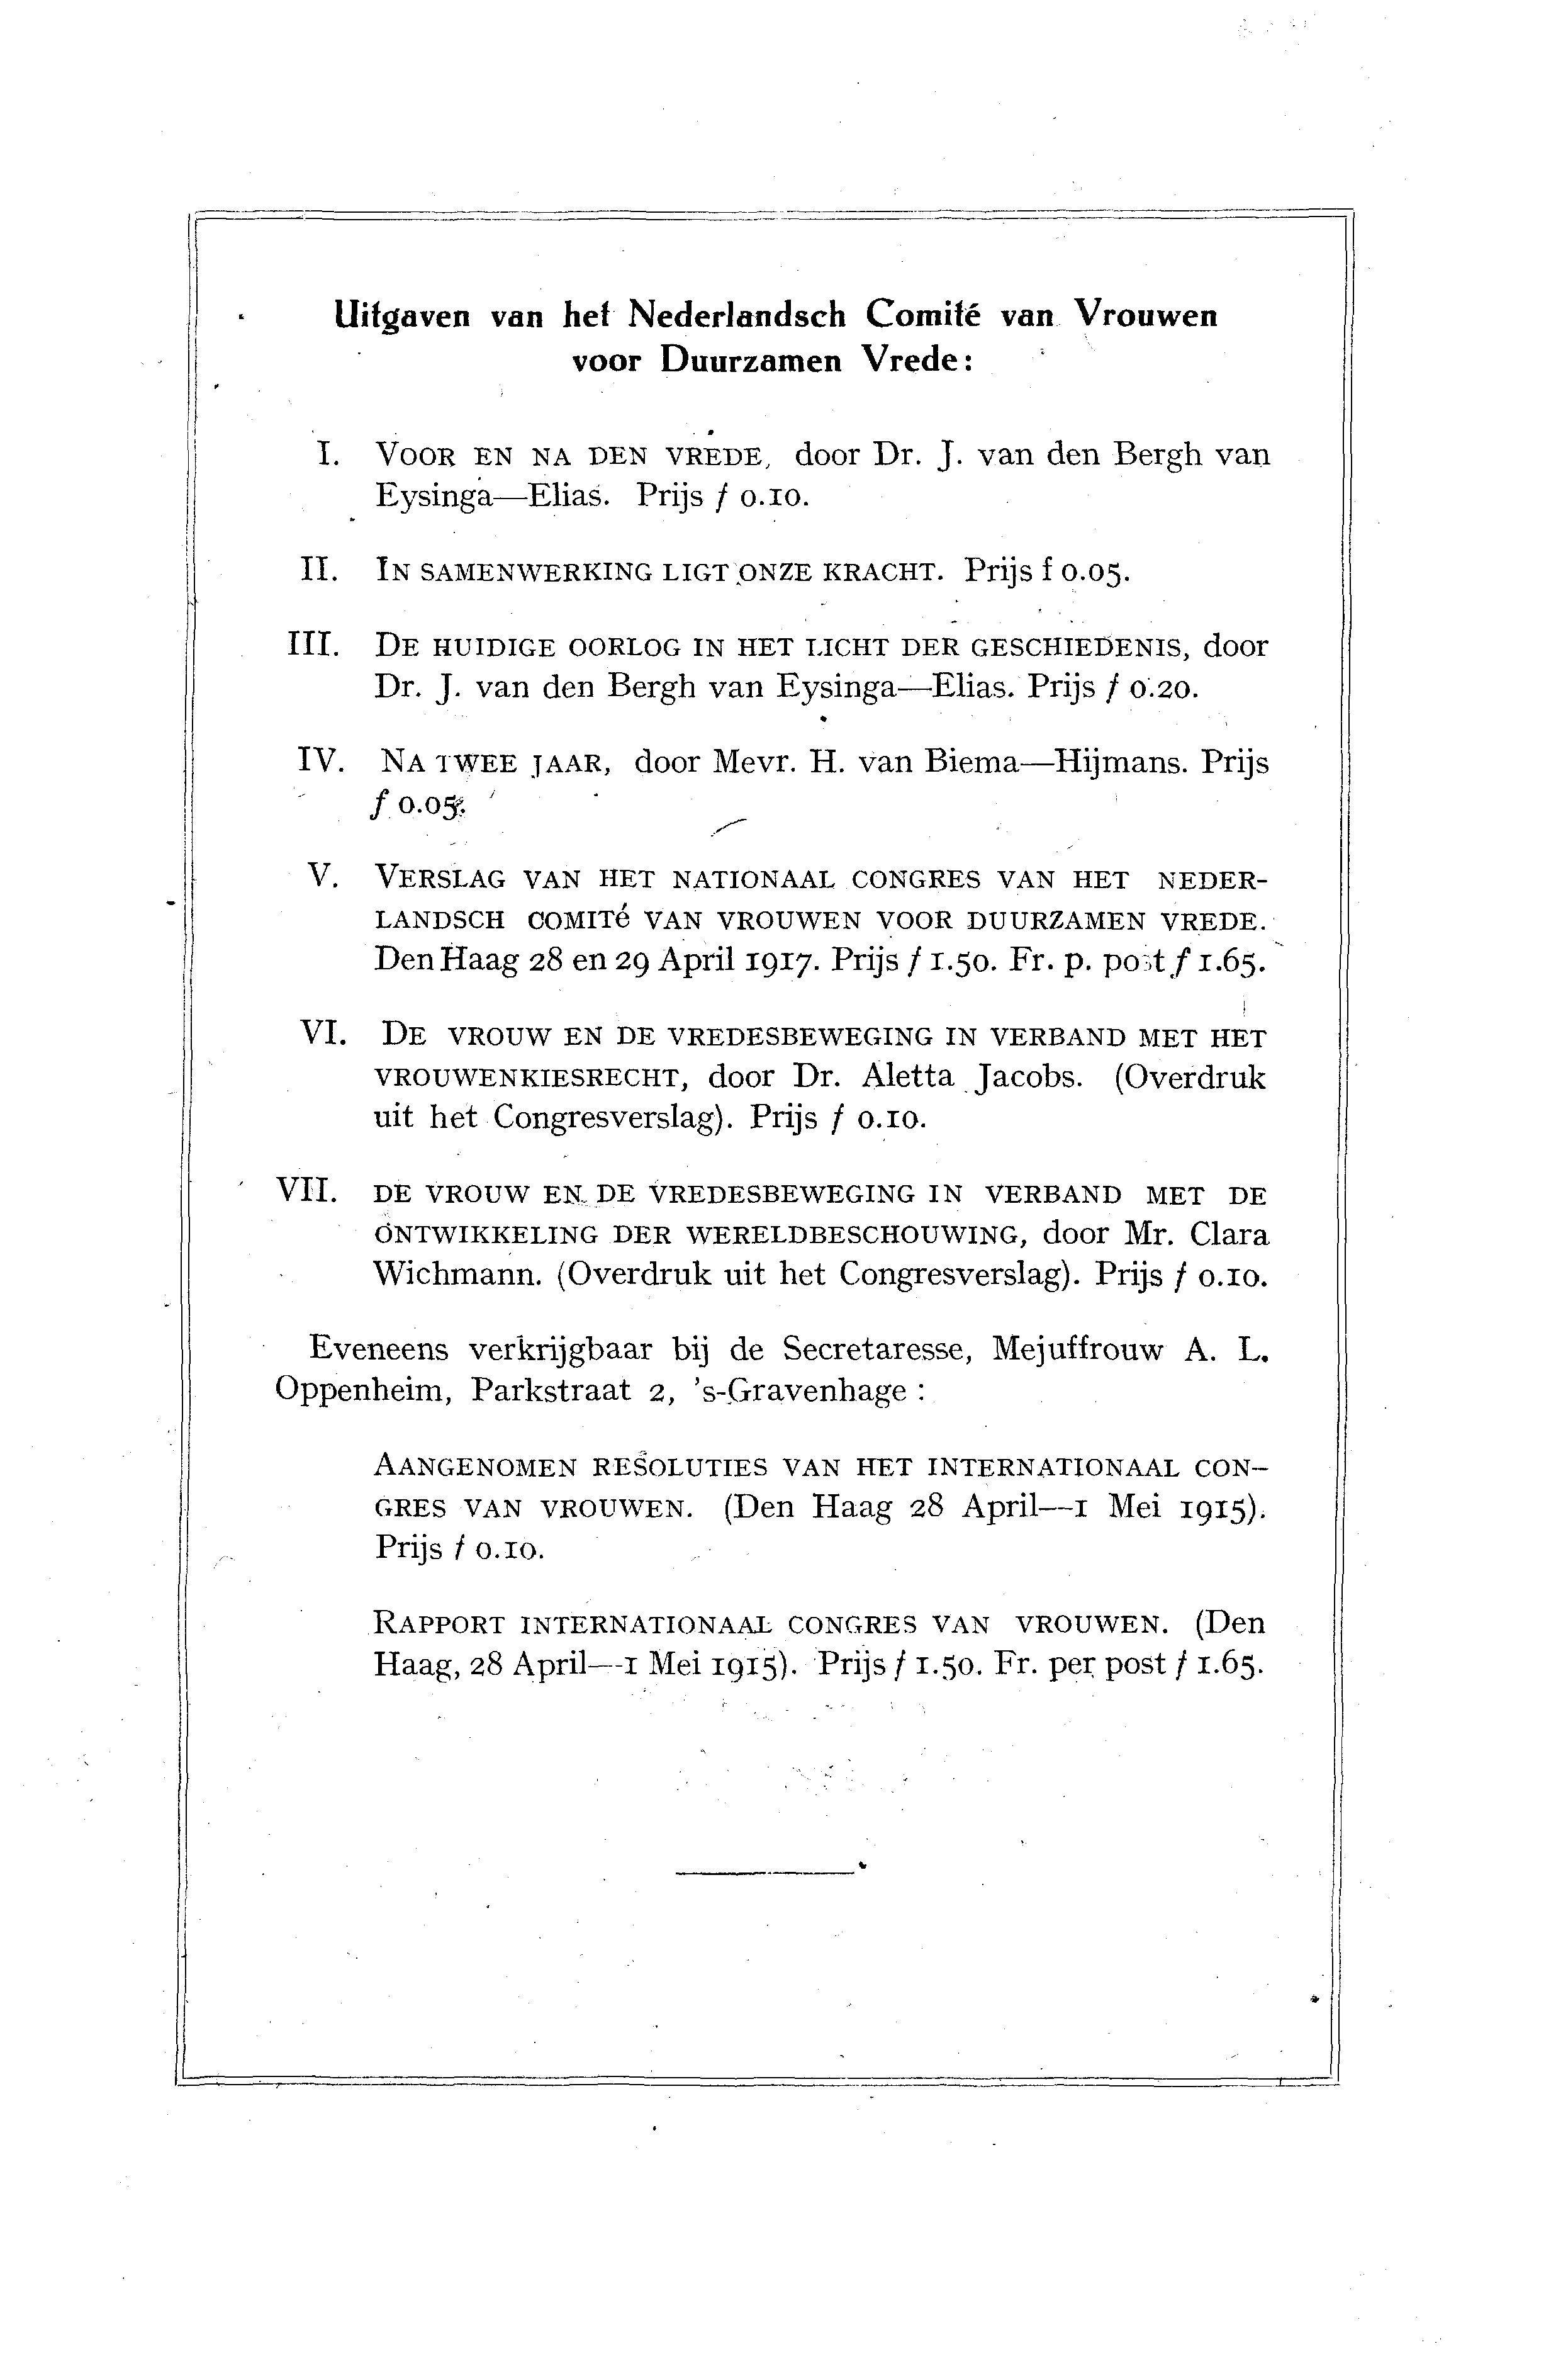 Uitgaven van het Nederlandsch Comité van Vrouwen
voor Duurzamen Vrede:
I. VOOR EN NA DEN VREDE, door Dr. J. van den Bergh van
Eysinga—Elias. Prijs f 0.10.
II. IN SAMENWERKING LIGT ONZE KRACHT. Prijs f 0.05.
III. DE HUIDIGE OORLOG IN HET LICHT DER GESCHIEDENIS, door
Dr. J. van den Bergh van Eysinga—Elias. Prijs f 0.20.
IV. NA TWEE JAAR, door Mevr. H. van Biema—Hijmans. Prijs
f 0.05.
V. VERSLAG VAN HET NATIONAAL CONGRES VAN HET NEDER-
LANDSCH COMITé VAN VROUWEN VOOR DUURZAMEN VREDE.
Den Haag 28 en 29 April 1917. Prijs f 1.50. Fr. p. post f 1.65.
VI. DE VROUW EN DE VREDESBEWEGING IN VERBAND MET HET
VROUWENKIESRECHT, door Dr. Aletta Jacobs. (Overdruk
uit het Congresverslag). Prijs f 0.10.
VII. DE VROUW EN DE VREDESBEWEGING IN VERBAND MET DE
ONTWIKKELING DER WERELDBESCHOUWING, door Mr. Clara
Wichmann. (Overdruk uit het Congresverslag). Prijs f 0.10.
Eveneens verkrijgbaar bij de Secretaresse, Mejuffrouw A. L.
Oppenheim, Parkstraat 2, 's-Gravenhage :
AANGENOMEN RESOLUTIES VAN HET INTERNATIONAAL CON-
GRES VAN VROUWEN. (Den Haag 28 April—1 Mei 1915).
Prijs f 0.10.
RAPPORT INTERNATIONAAL CONGRES VAN VROUWEN. (Den
Haag, 28 April—1 Mei 1915). Prijs f 1.50. Fr. per post f 1.65.